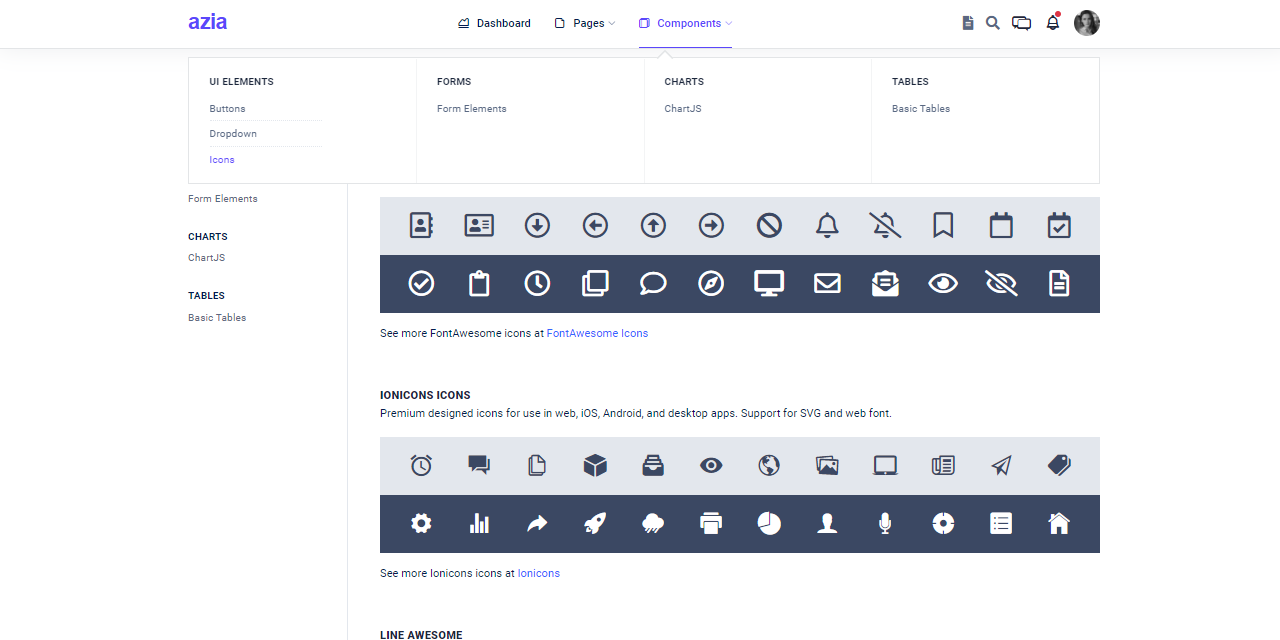 azia
Dashboard
Pages
Components
UI ELEMENTS
Buttons
Dropdown
Icons
FORMS
Form Elements
CHARTS
ChartJS
TABLES
Basic Tables
Form Elements
CHARTS
ChartJS
TABLES
Basic Tables
See more FontAwesome icons at FontAwesome Icons
IONICONS ICONS
Premium designed icons for use in web, iOS, Android, and desktop apps. Support for SVG and web font.
See more Ionicons icons at Ionicons
LINE AWESOME